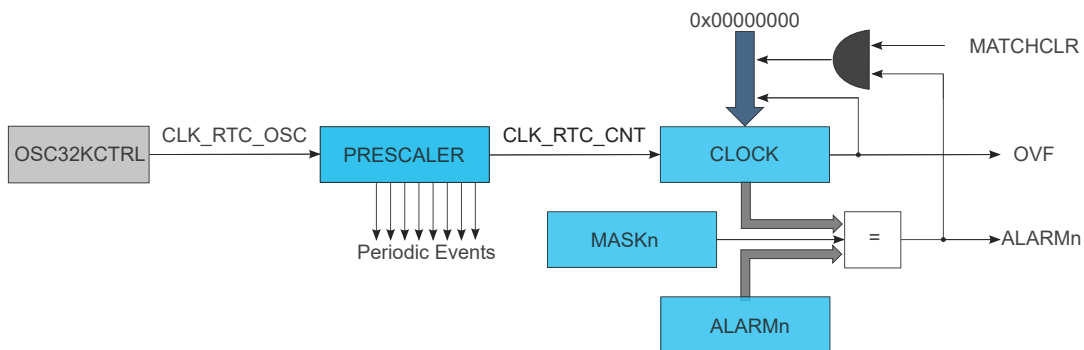 0x00000000
MATCHCLR
CLK_RTC_OSC
CLK_RTC_CNT
OSC32KCTRL
PRESCALER
CLOCK
OVF
Periodic Events
MASKn
=
ALARMn
ALARMn